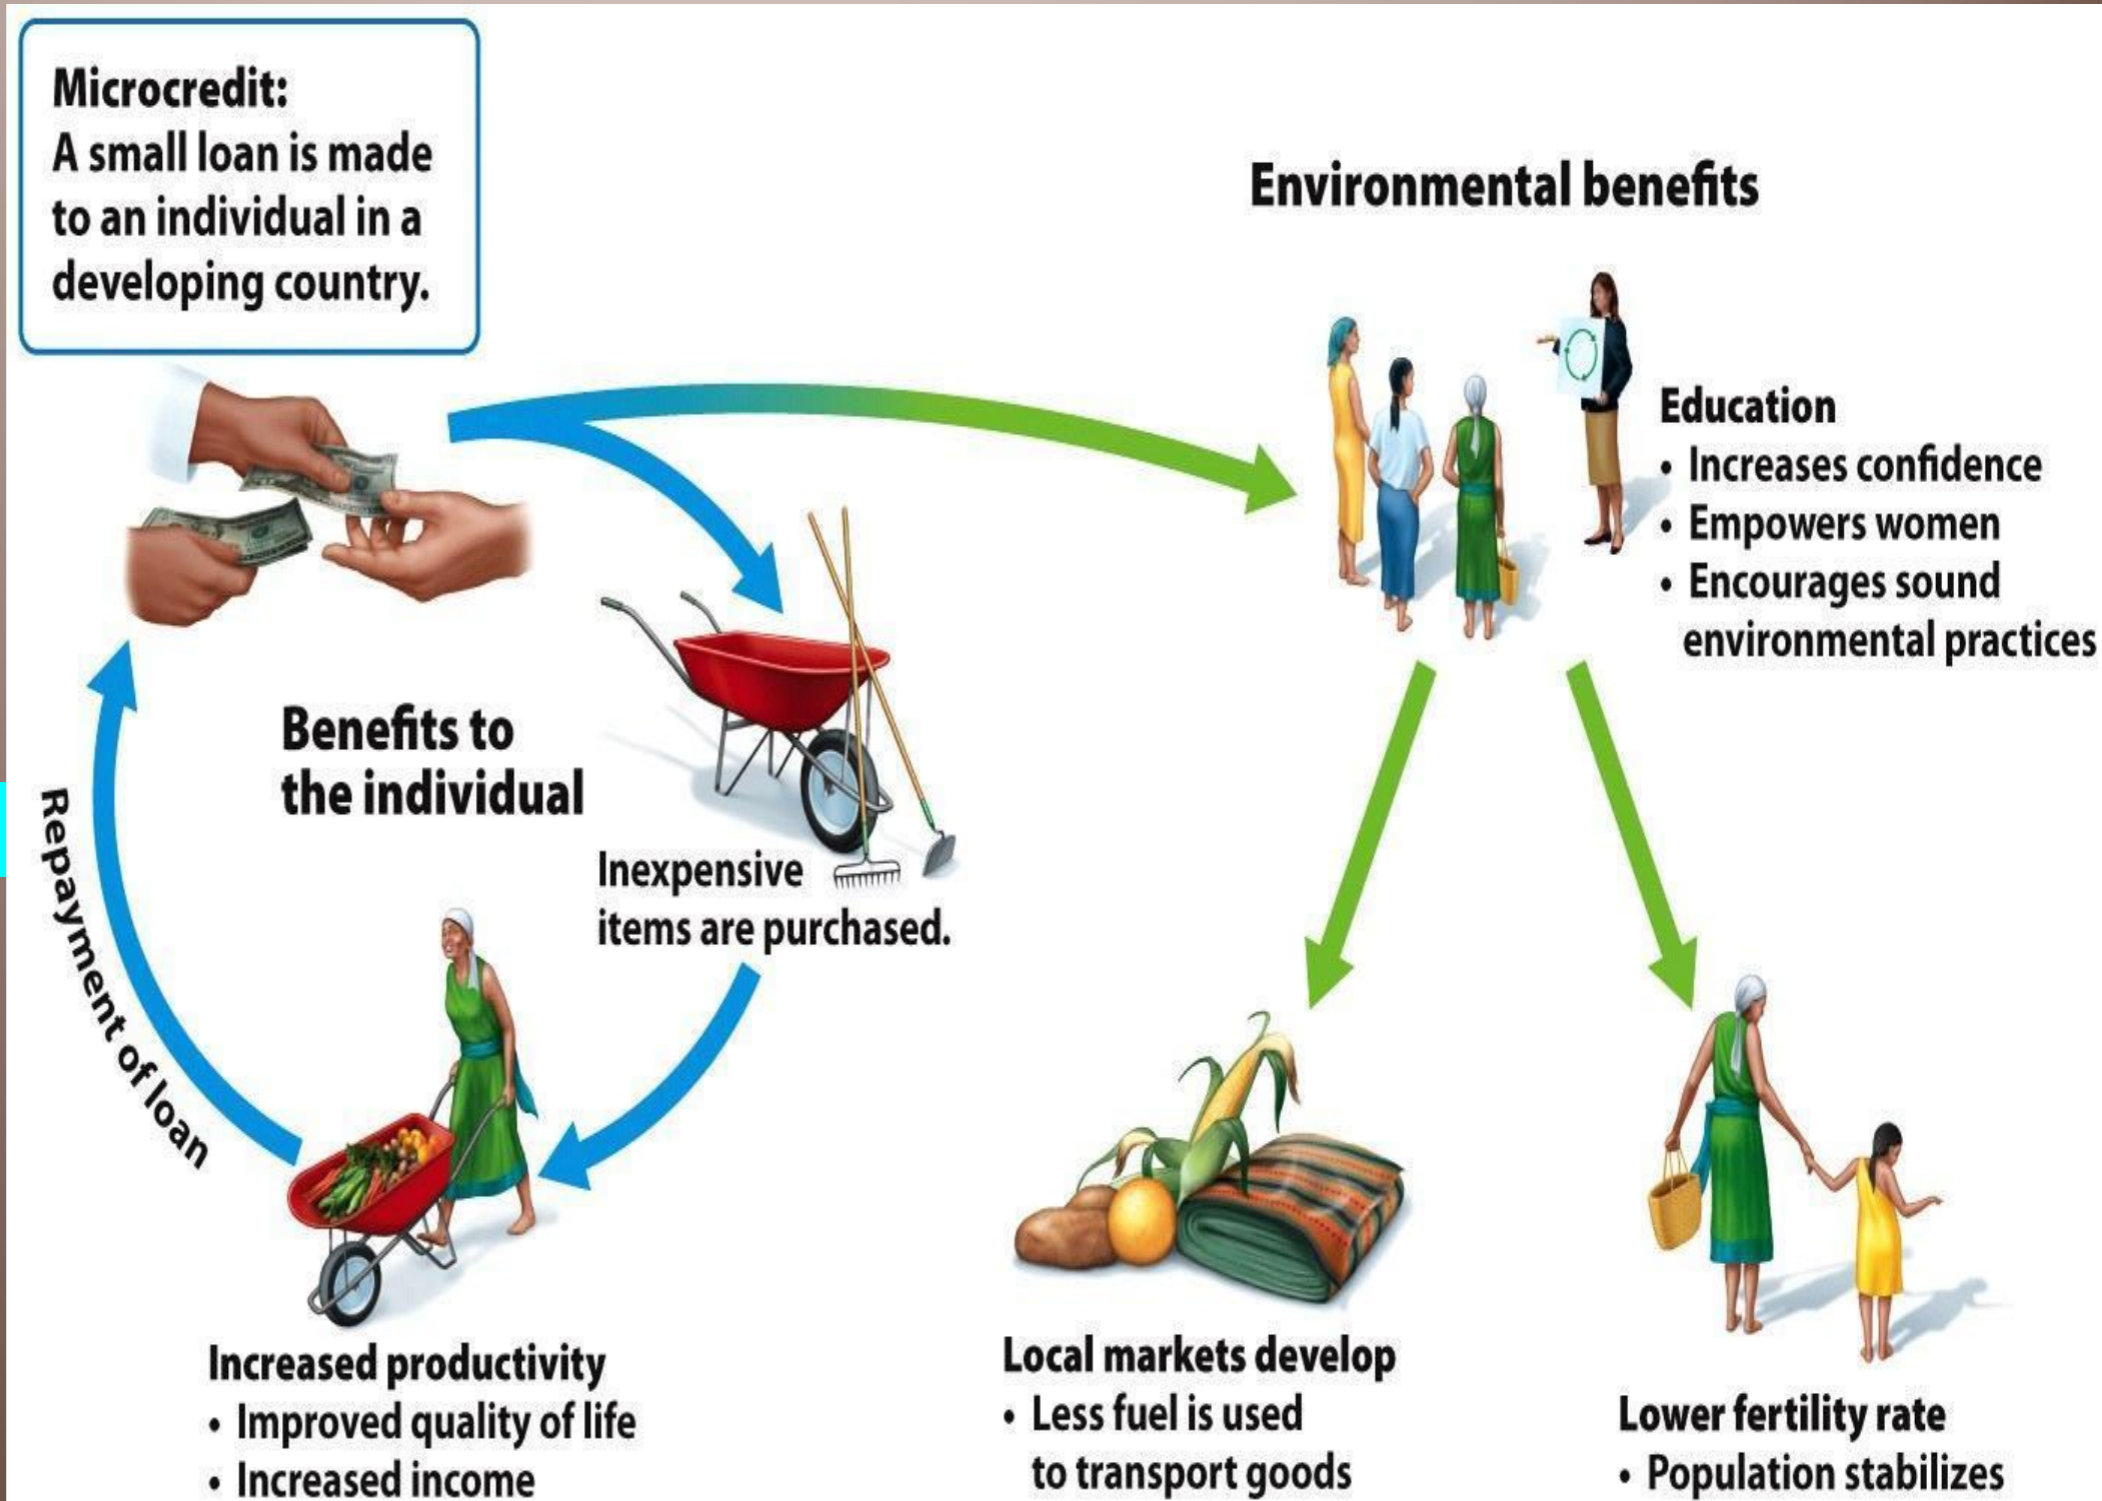 Microcredit:
A small loan is made
to an individual in a
developing country.
Environmental benefits
Education
• Increases confidence
• Empowers women
• Encourages sound
environmental practices
Benefits to
the individual
Inexpensive
items are purchased.
Repayment of loan
Increased productivity
• Improved quality of life
• Increased income
Local markets develop
• Less fuel is used
to transport goods
Lower fertility rate
• Population stabilizes